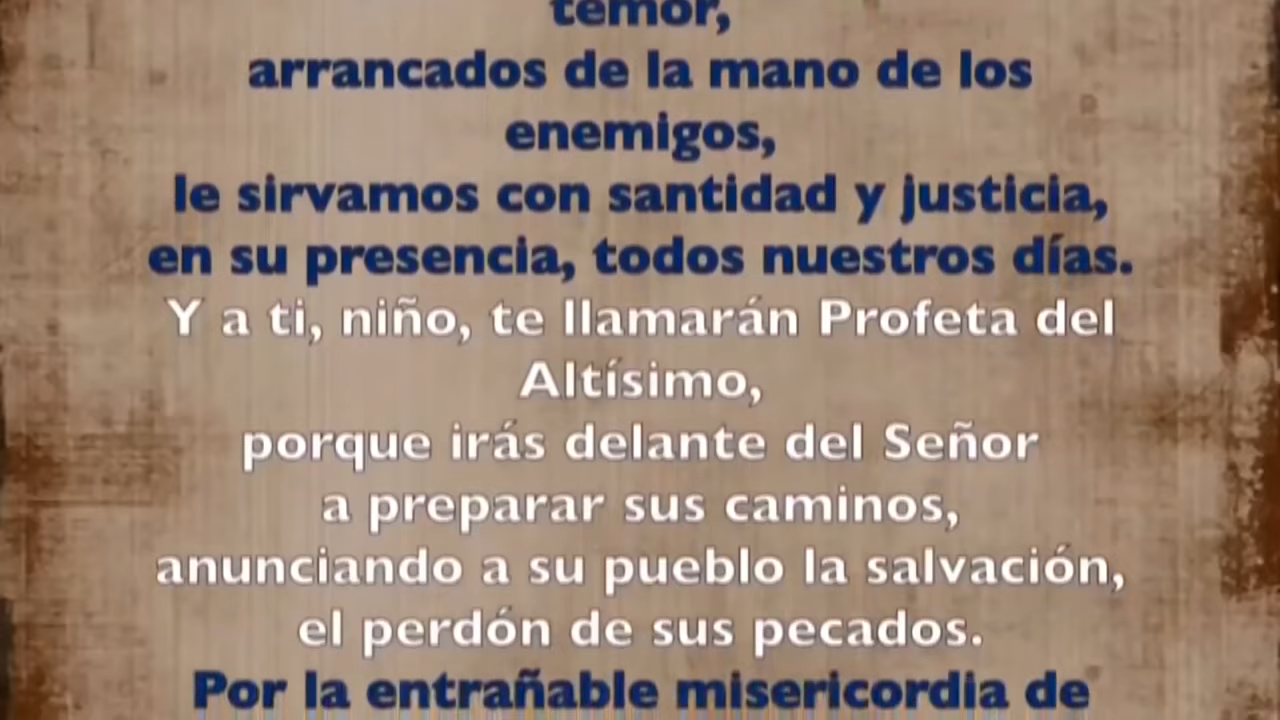 temor,
arrancados de la mano de los
enemigos,
le sirvamos con santidad y justicia,
en su presencia, todos nuestros días.
Y a ti, niño, te llamarán Profeta del
Altísimo,
porque irás delante del Señor
a preparar sus caminos,
anunciando a su pueblo la salvación,
el perdón de sus pecados.
Por la entrañable misericordia de